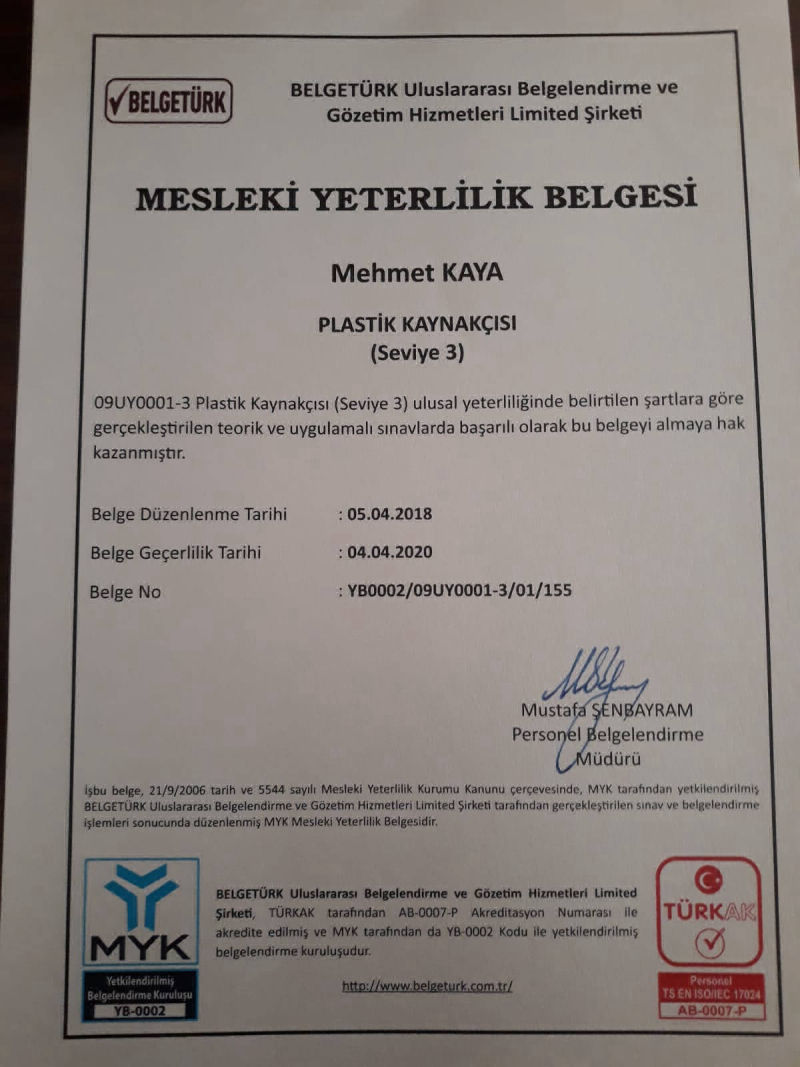 BELGETÜRK
BELGETÜRK Uluslararası Belgelendirme ve
Gözetim Hizmetleri Limited Şirketi
MESLEKİ YETERLİLİK BELGESİ
Mehmet KAYA
PLASTİK KAYNAKÇISI
(Seviye 3)
09UY0001-3 Plastik Kaynakçısı (Seviye 3) ulusal yeterliliğinde belirtilen şartlara göre
gerçekleştirilen teorik ve uygulamalı sınavlarda başarılı olarak bu belgeyi almaya hak
kazanmıştır.
Belge Düzenlenme Tarihi : 05.04.2018
Belge Geçerlilik Tarihi : 04.04.2020
Belge No : YB0002/09UY0001-3/01/155
Mustafa ŞENBAYRAM
Personel Belgelendirme
Müdürü
İşbu belge, 21/9/2006 tarih ve 5544 sayılı Mesleki Yeterlilik Kurumu Kanunu çerçevesinde, MYK tarafından yetkilendirilmiş
BELGETÜRK Uluslararası Belgelendirme ve Gözetim Hizmetleri Limited Şirketi tarafından gerçekleştirilen sınav ve belgelendirme
işlemleri sonucunda düzenlenmiş MYK Mesleki Yeterlilik Belgesidir.
MYK
Yetkilendirilmiş
Belgelendirme Kuruluşu
YB-0002
BELGETÜRK Uluslararası Belgelendirme ve Gözetim Hizmetleri Limited
Şirketi, TÜRKAK tarafından AB-0007-P Akreditasyon Numarası ile
akredite edilmiş ve MYK tarafından da YB-0002 Kodu ile yetkilendirilmiş
belgelendirme kuruluşudur.
http://www.belgeturk.com.tr/
TÜRKAK
Personel
TS EN ISO/IEC 17024
AB-0007-P